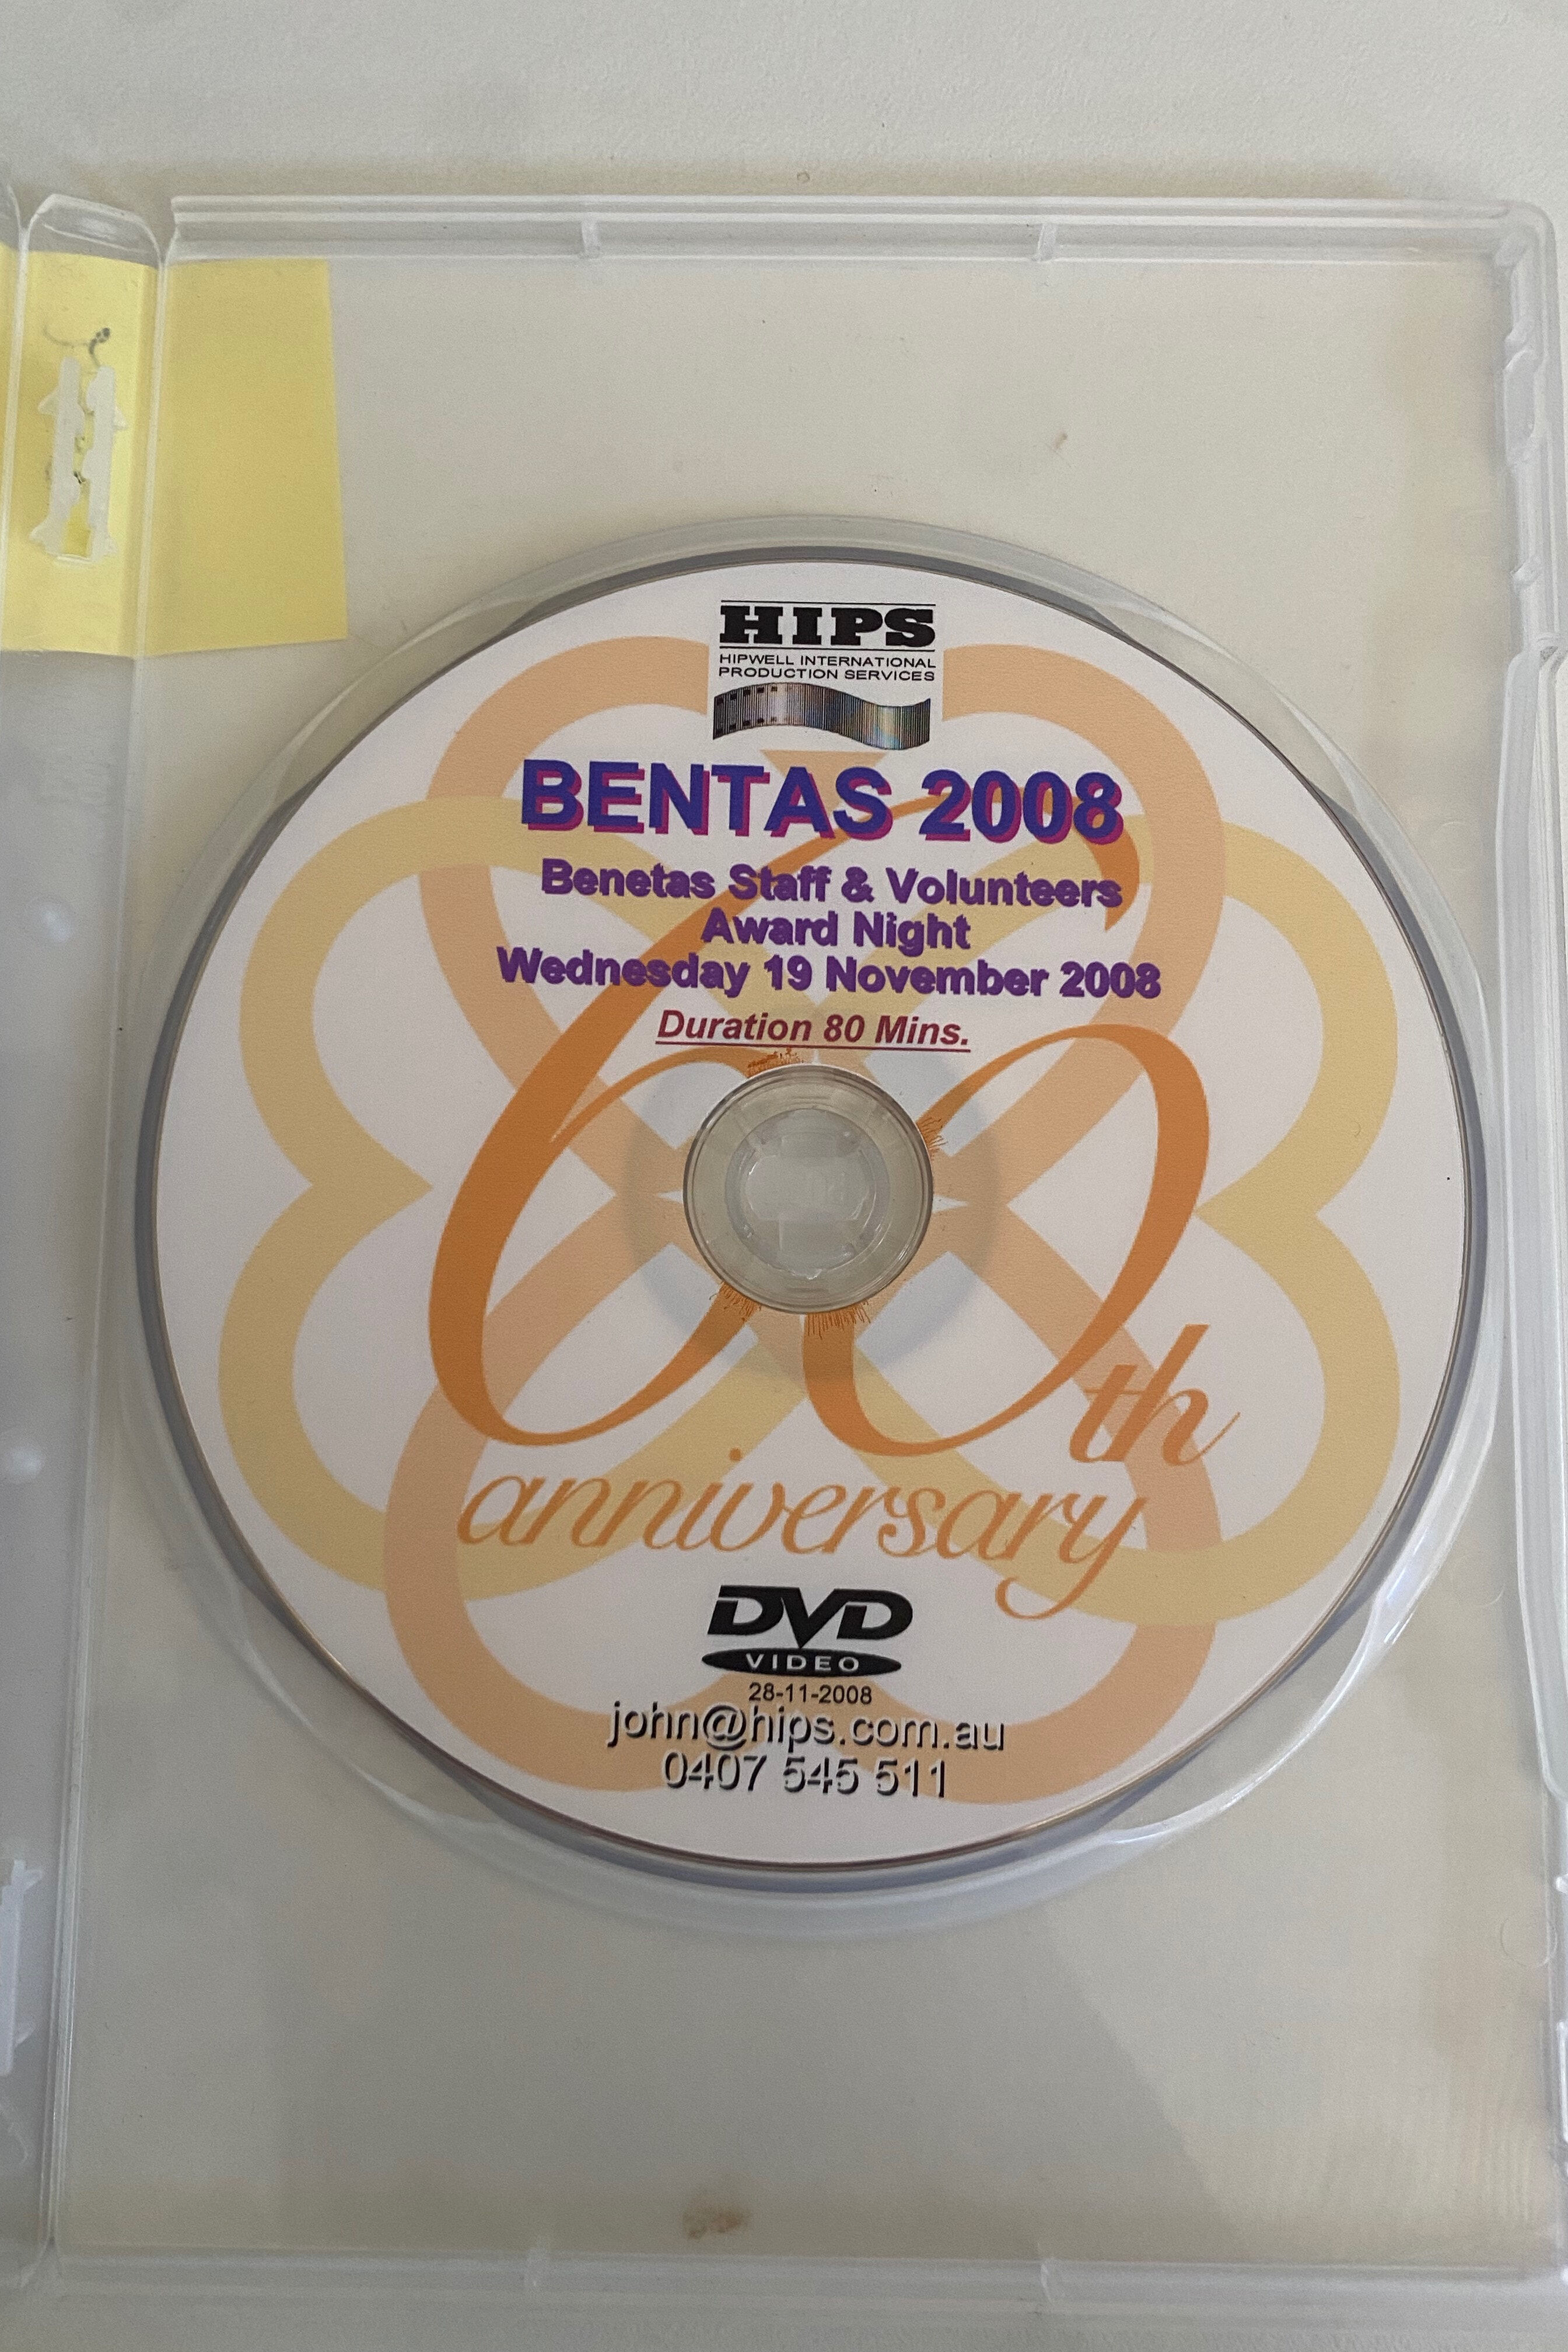 HIPS
HIPWELL INTERNATIONAL
PRODUCTION SERVICES
BENTAS 2008
Benetas Staff & Volunteers
Award Night
Wednesday 19 November 2008
Duration 80 Mins.
60th
anniversary
DVD
VIDEO
28-11-2008
john@hips.com.au
0407 545 511